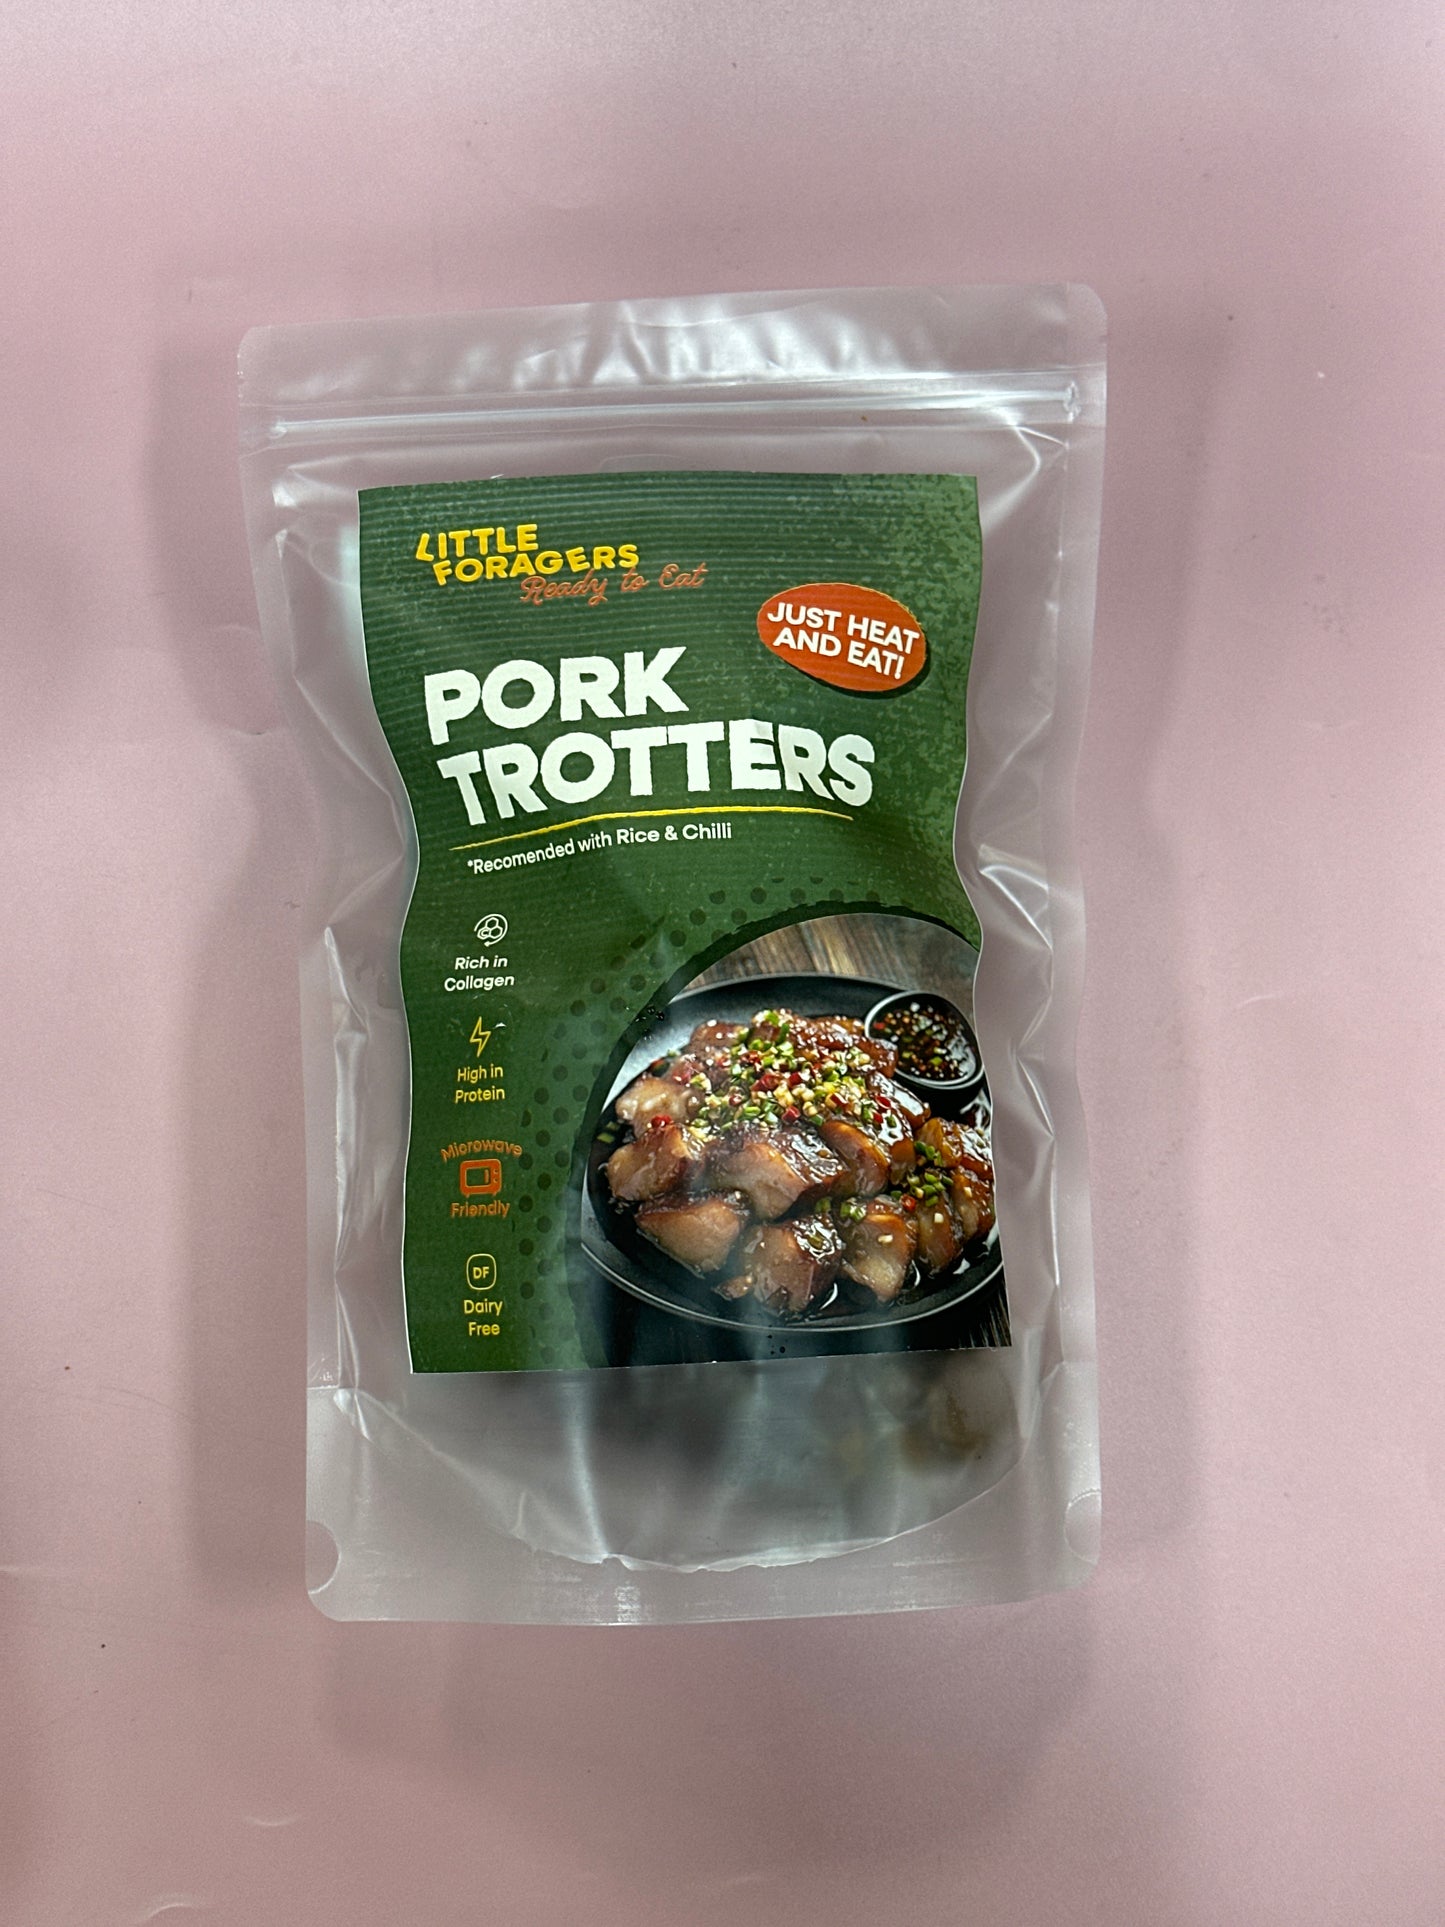 LITTLE
FORAGERS
Ready to Eat
JUST HEAT
AND EAT!
PORK
TROTTERS
*Recomended with Rice & Chilli
Rich in
Collagen
High in
Protein
Microwave
Friendly
DF
Dairy
Free